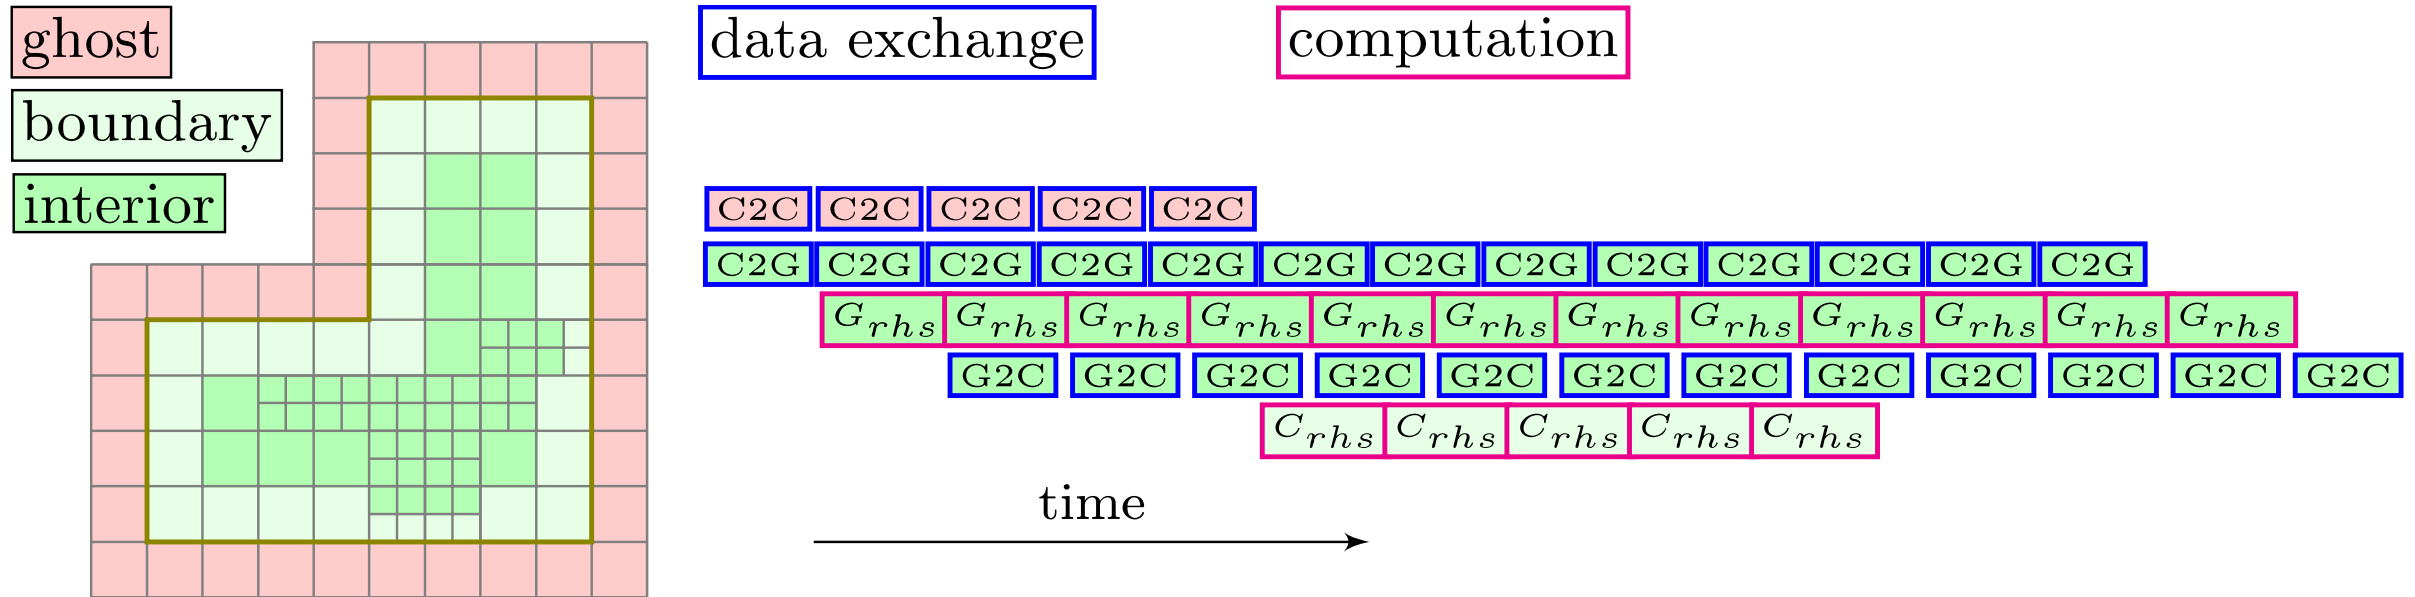 ghost
boundary
interior
data exchange
computation
C2C C2C C2C C2C C2C
C2G C2G C2G C2G C2G C2G C2G C2G C2G C2G C2G C2G C2G
G_rhs G_rhs G_rhs G_rhs G_rhs G_rhs G_rhs G_rhs G_rhs G_rhs G_rhs G_rhs
G2C G2C G2C G2C G2C G2C G2C G2C G2C G2C G2C G2C
C_rhs C_rhs C_rhs C_rhs C_rhs
time